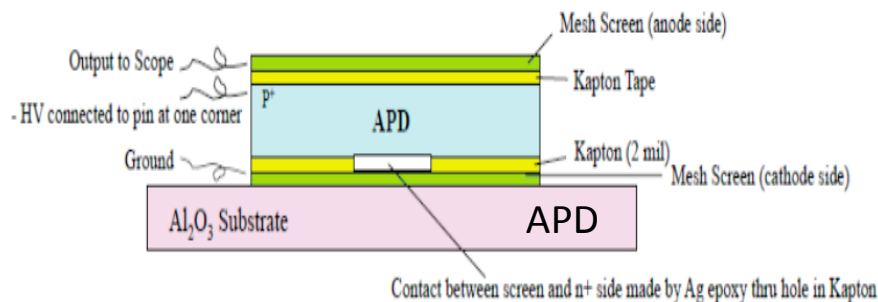 Mesh Screen (anode side)
Output to Scope
Kapton Tape
P⁺
- HV connected to pin at one corner
APD
Ground
Kapton (2 mil)
Mesh Screen (cathode side)
Al₂O₃ Substrate
APD
Contact between screen and n+ side made by Ag epoxy thru hole in Kapton